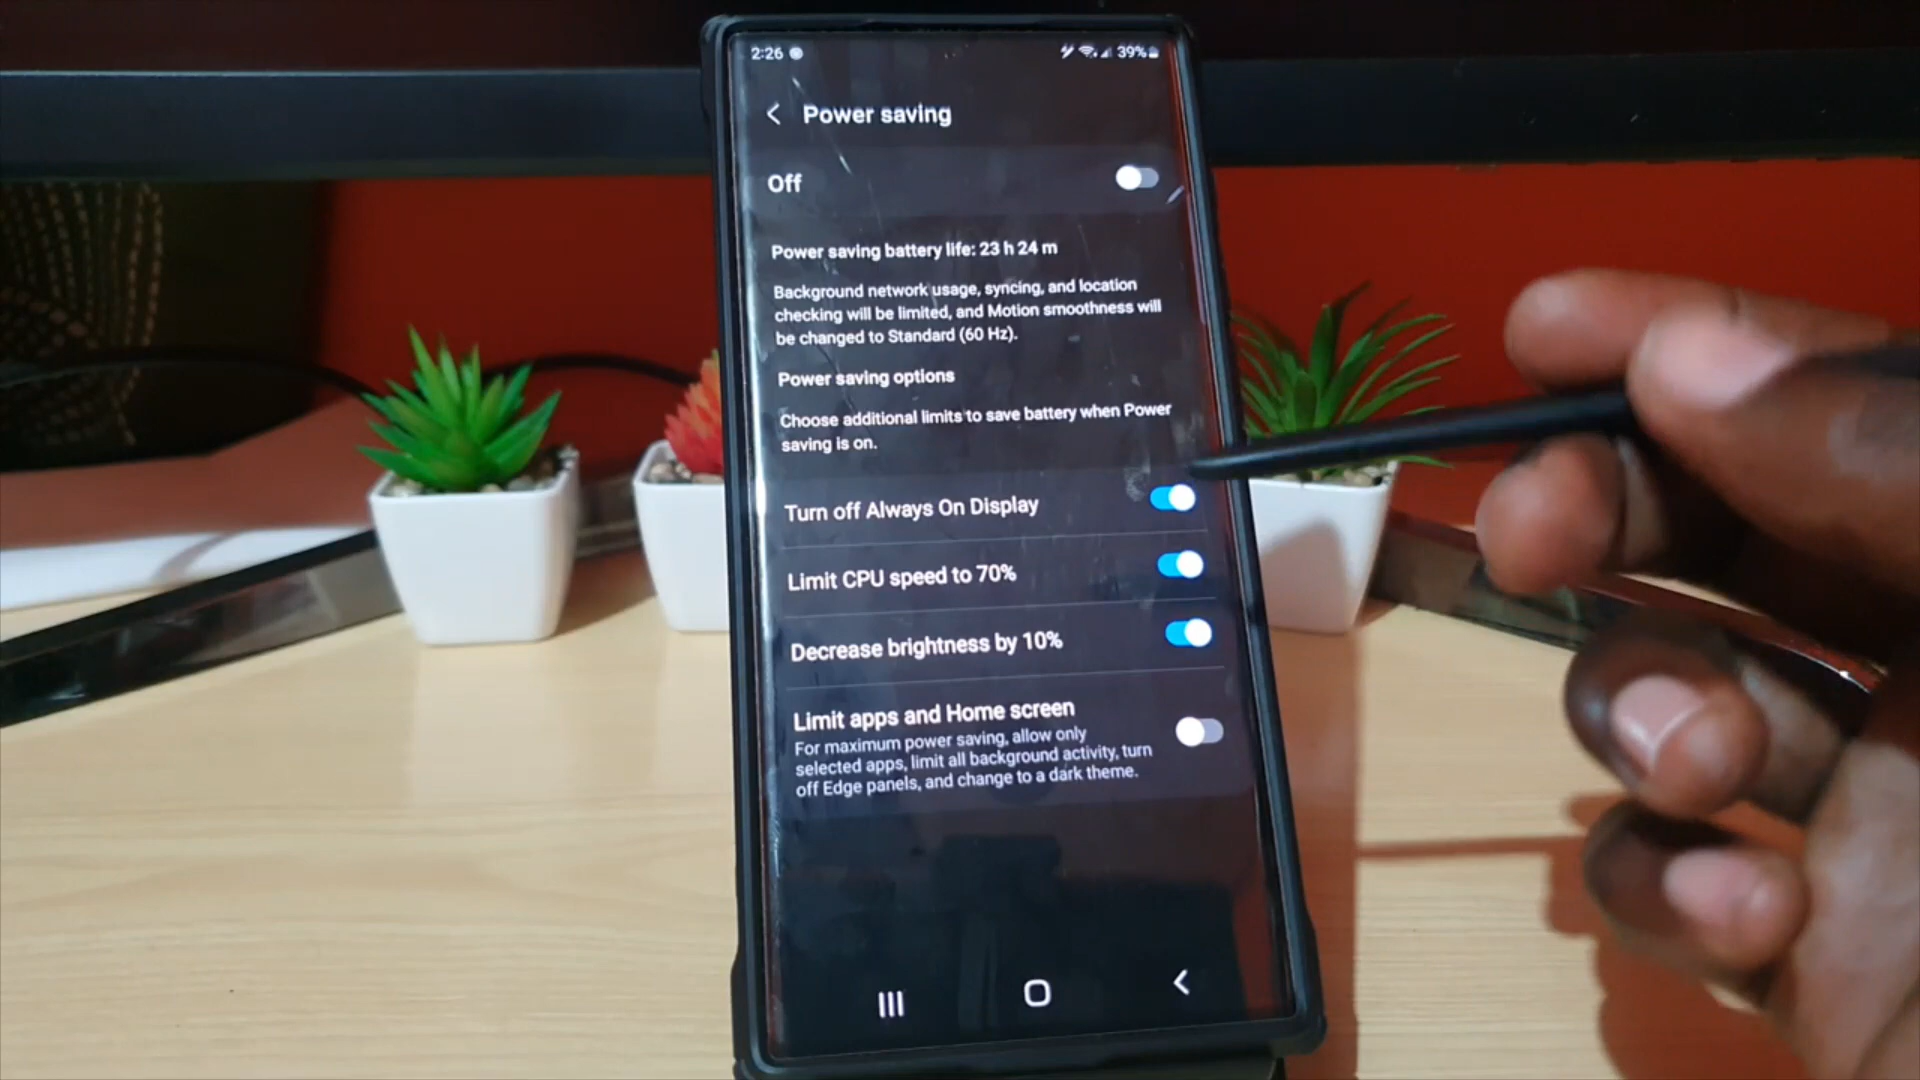 2:26 39%
Power saving
Off
Power saving battery life: 23 h 24 m
Background network usage, syncing, and location
checking will be limited, and Motion smoothness will
be changed to Standard (60 Hz).
Power saving options
Choose additional limits to save battery when Power
saving is on.
Turn off Always On Display
Limit CPU speed to 70%
Decrease brightness by 10%
Limit apps and Home screen
For maximum power saving, allow only
selected apps, limit all background activity, turn
off Edge panels, and change to a dark theme.